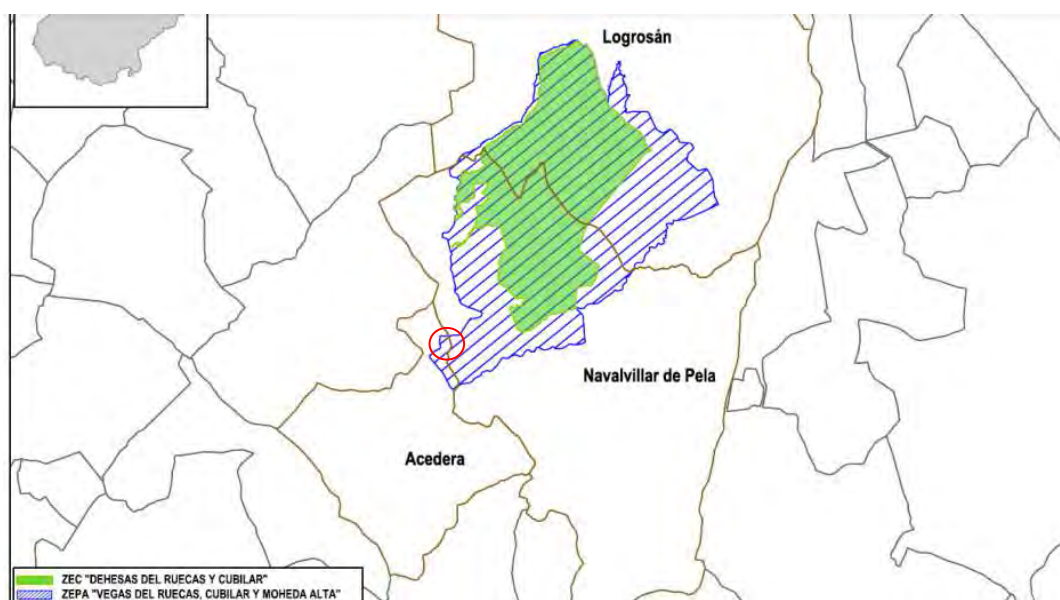 Logrosán
Navalvillar de Pela
Acedera
ZEC "DEHESAS DEL RUECAS Y CUBILAR"
ZEPA "VEGAS DEL RUECAS, CUBILAR Y MOHEDA ALTA"